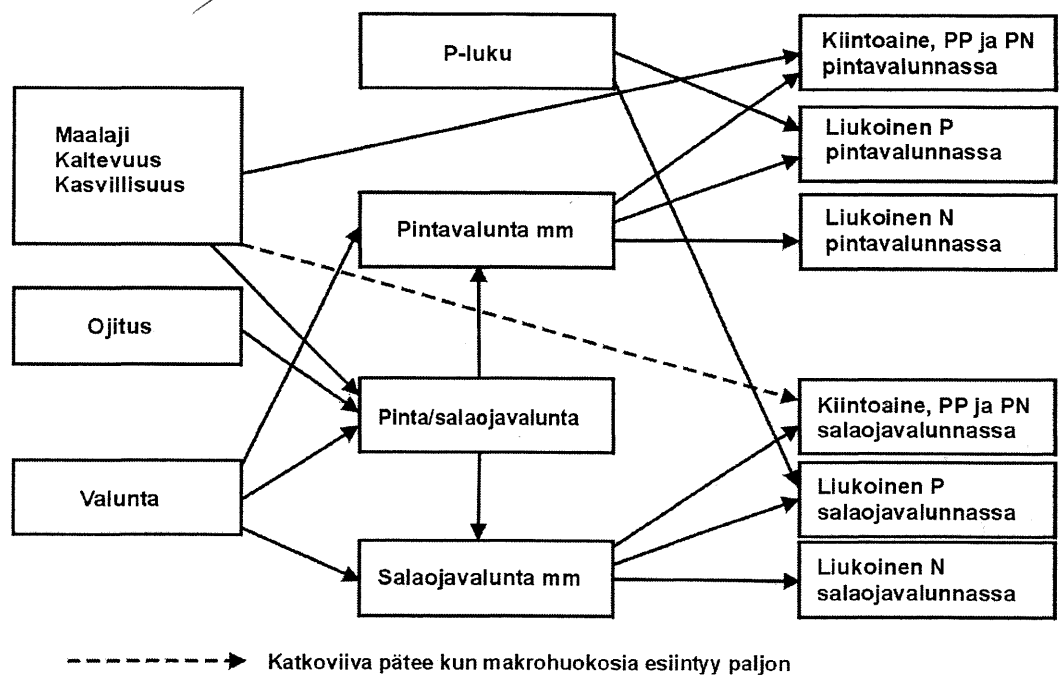 P-luku
Kiintoaine, PP ja PN
pintavalunnassa
Maalaji
Kaltevuus
Kasvillisuus
Liukoinen P
pintavalunnassa
Pintavalunta mm
Liukoinen N
pintavalunnassa
Ojitus
Pinta/salaojavalunta
Kiintoaine, PP ja PN
salaojavalunnassa
Valunta
Liukoinen P
salaojavalunnassa
Salaojavalunta mm
Liukoinen N
salaojavalunnassa
Katkoviiva pätee kun makrohuokosia esiintyy paljon